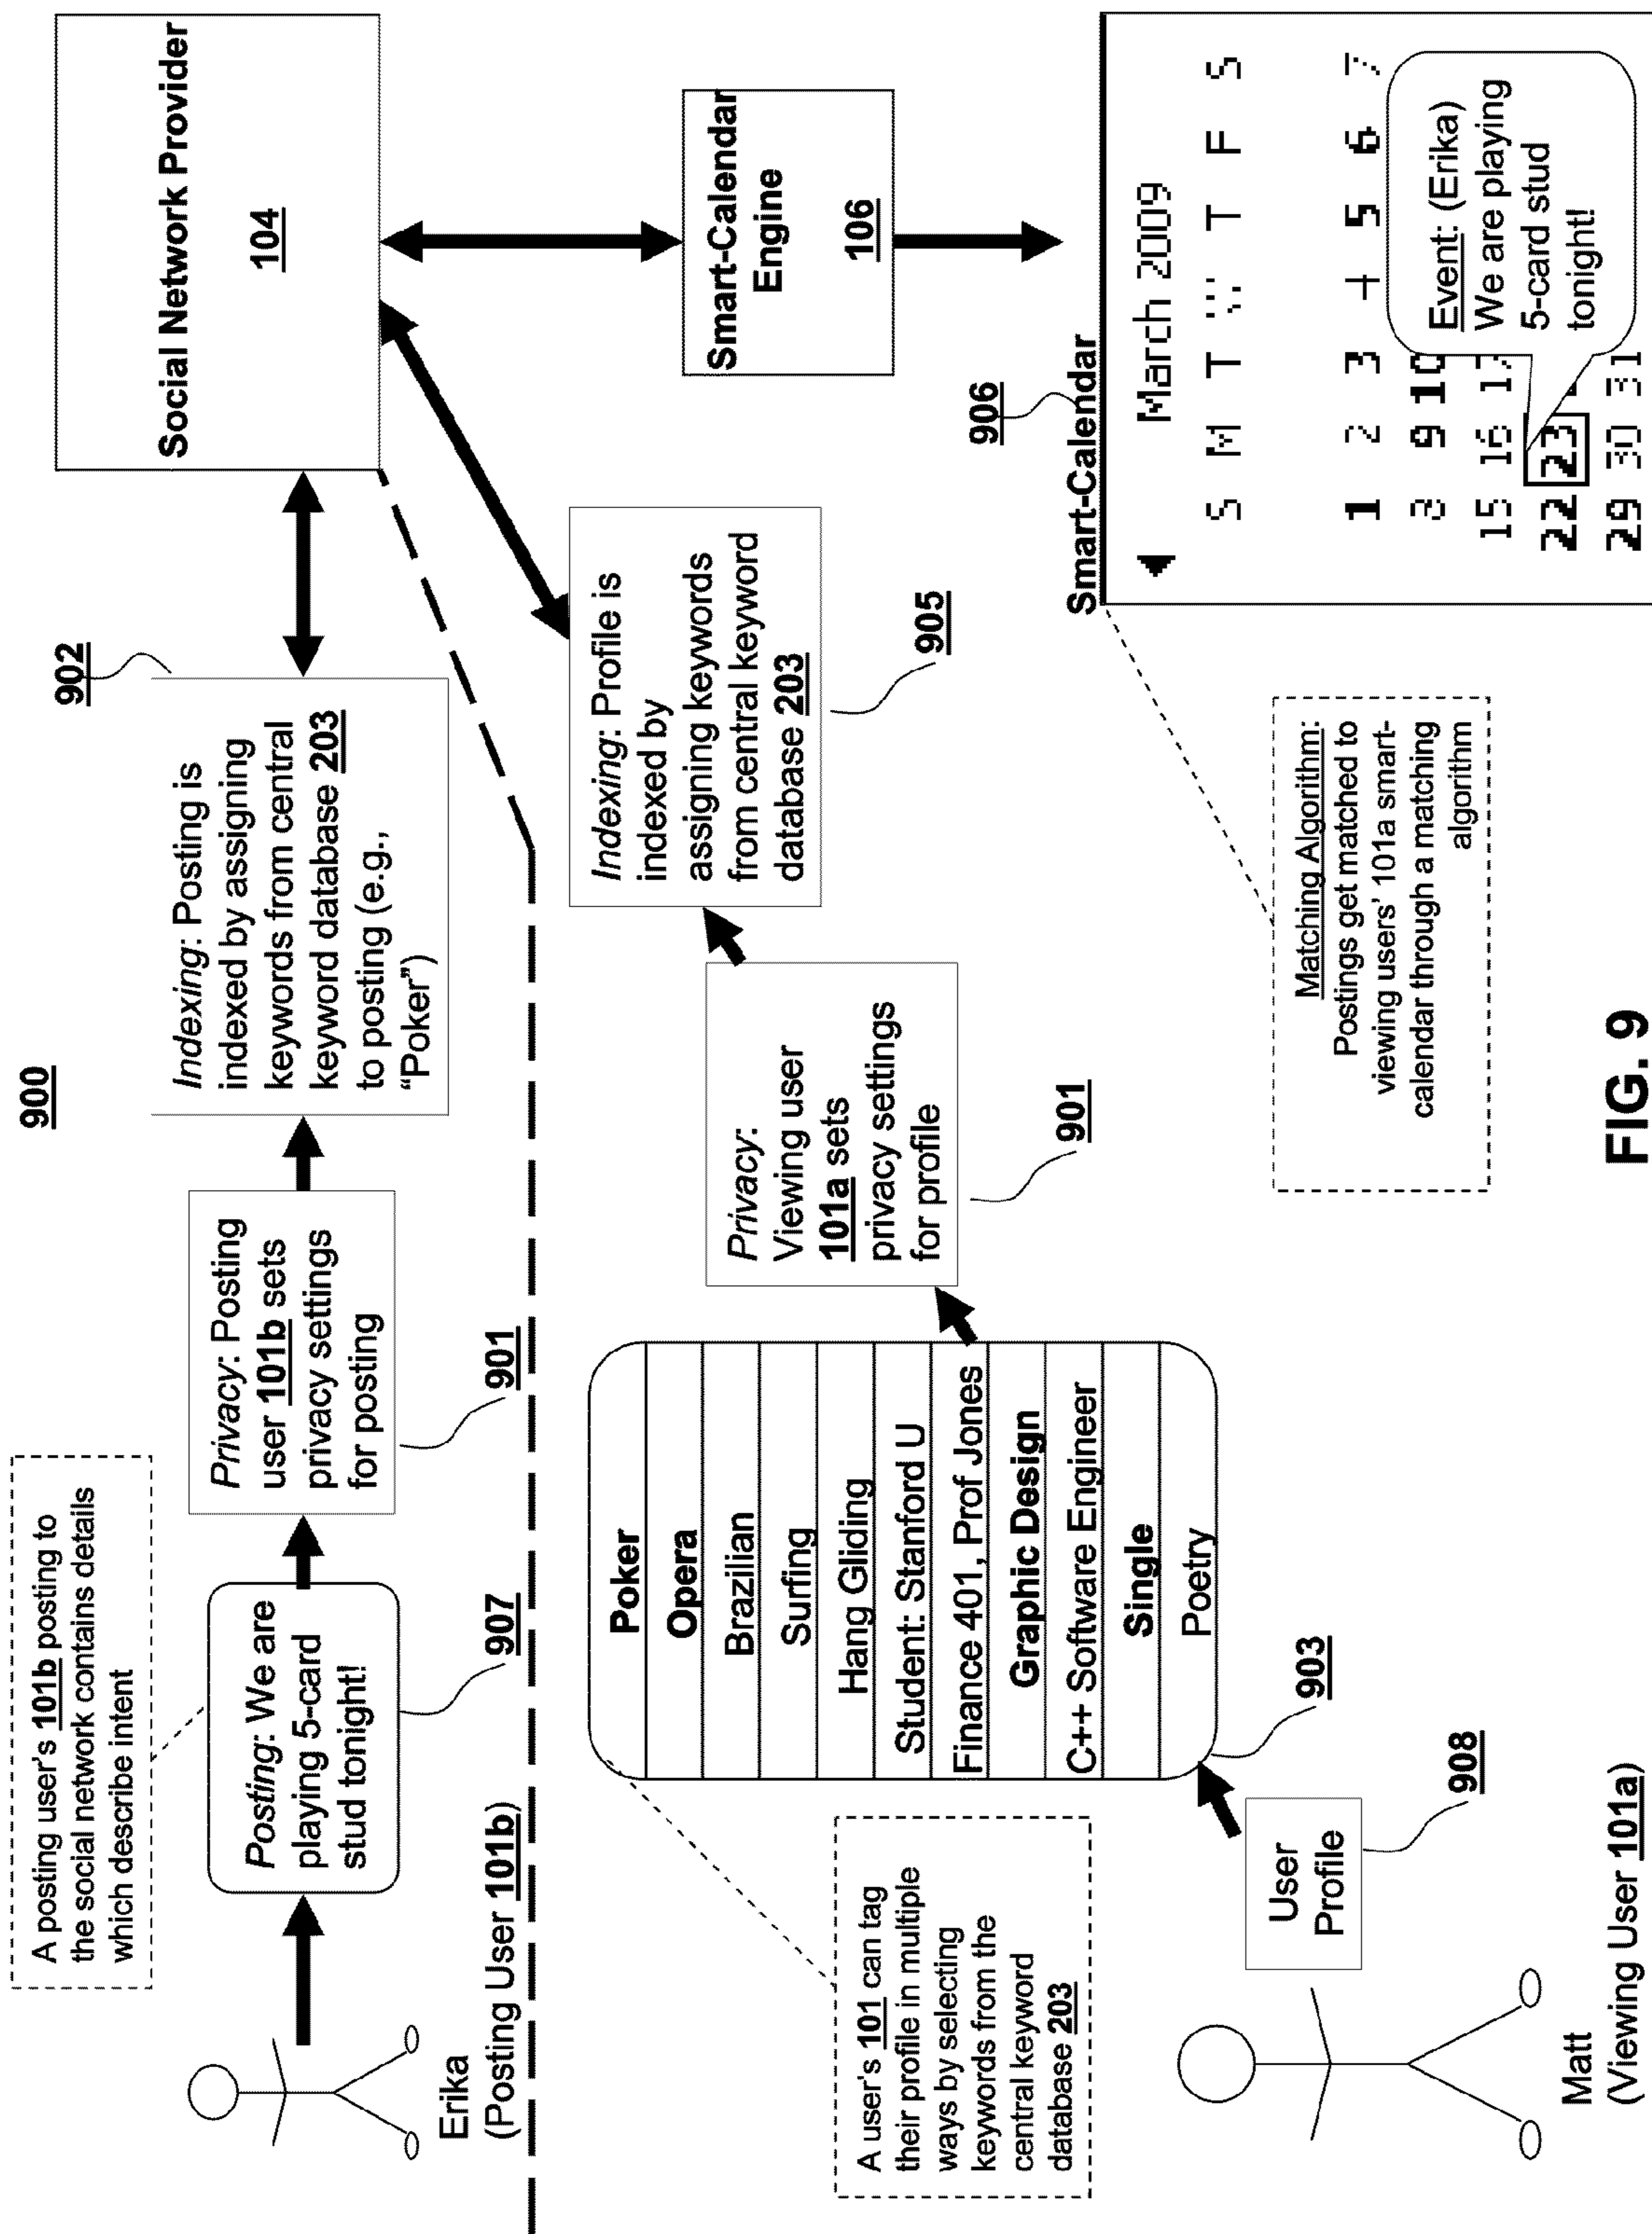 900
A posting user's 101b posting to
the social network contains details
which describe intent
Erika
(Posting User 101b)
Posting: We are
playing 5-card
stud tonight!
907
Privacy: Posting
user 101b sets
privacy settings
for posting
901
902
Indexing: Posting is
indexed by assigning
keywords from central
keyword database 203
to posting (e.g.,
“Poker”)
Social Network Provider
104
A user's 101 can tag
their profile in multiple
ways by selecting
keywords from the
central keyword
database 203
Matt
(Viewing User 101a)
User
Profile
908
Poker
Opera
Brazilian
Surfing
Hang Gliding
Student: Stanford U
Finance 401, Prof Jones
Graphic Design
C++ Software Engineer
Single
Poetry
903
Privacy:
Viewing user
101a sets
privacy settings
for profile
901
Indexing: Profile is
indexed by
assigning keywords
from central keyword
database 203
905
Smart-Calendar
Engine
106
Matching Algorithm:
Postings get matched to
viewing users' 101a smart-
calendar through a matching
algorithm
906
Smart-Calendar
March 2009
S M T W T F S
1 2 3 4 5 6 7
8 9 10
15 16 17
22 23
29 30 31
Event: (Erika)
We are playing
5-card stud
tonight!
FIG. 9